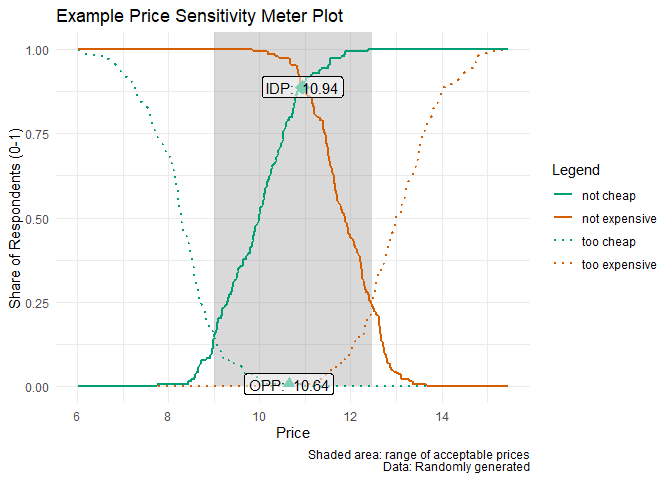 Example Price Sensitivity Meter Plot
Share of Respondents (0-1)
1.00
0.75
0.50
0.25
0.00
IDP: 10.94
OPP: 10.64
6
8
10
12
14
Price
Legend
not cheap
not expensive
too cheap
too expensive
Shaded area: range of acceptable prices
Data: Randomly generated